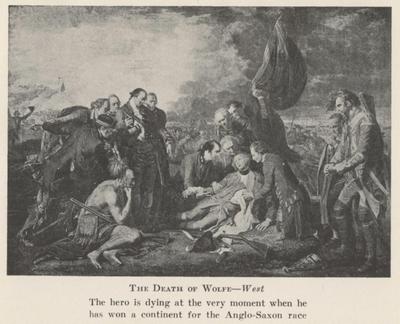 THE DEATH OF WOLFE—West
The hero is dying at the very moment when he
has won a continent for the Anglo-Saxon race